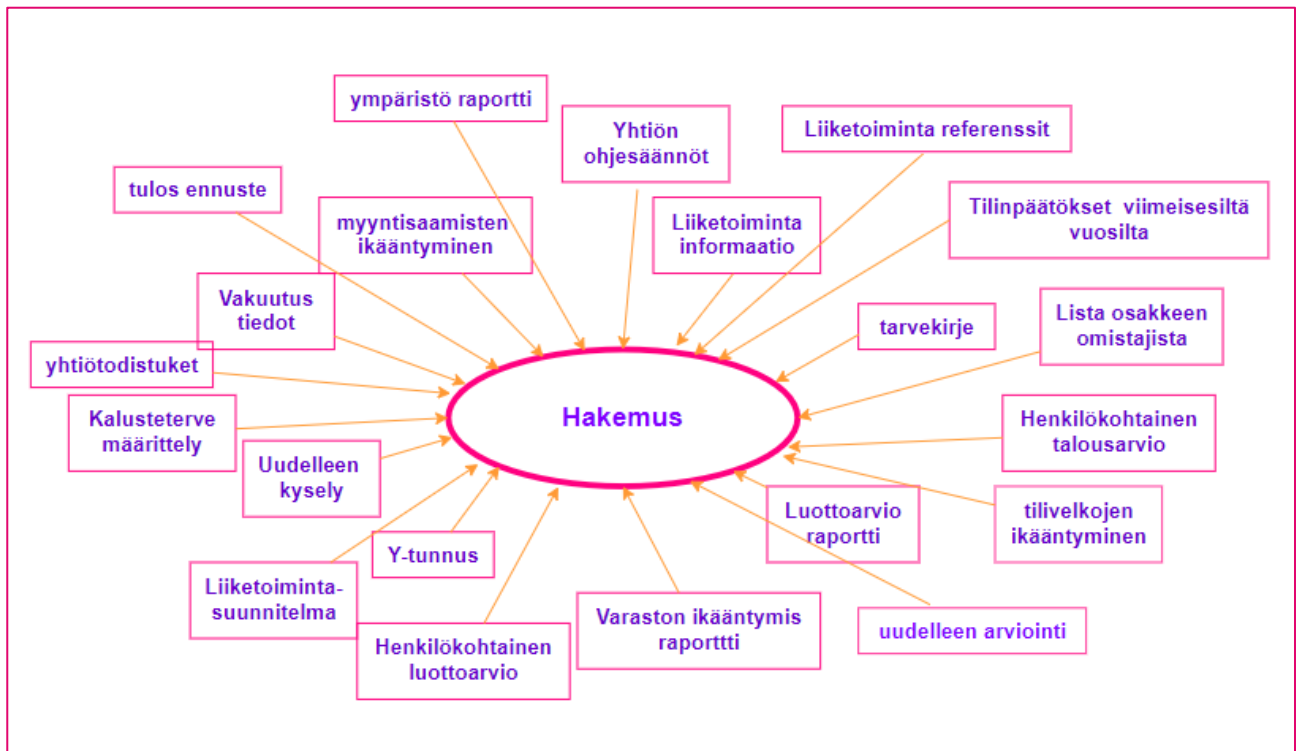 ympäristö raportti
Yhtiön
ohjesäännöt
Liiketoiminta referenssit
tulos ennuste
myyntisaamisten
ikääntyminen
Liiketoiminta
informaatio
Tilinpäätökset viimeisesiltä
vuosilta
Vakuutus
tiedot
tarvekirje
Lista osakkeen
omistajista
yhtiötodistuket
Kalusteterve
määrittely
Hakemus
Henkilökohtainen
talousarvio
Uudelleen
kysely
Luottoarvio
raportti
tilivelkojen
ikääntyminen
Y-tunnus
Liiketoiminta-
suunnitelma
Henkilökohtainen
luottoarvio
Varaston ikääntymis
raporttti
uudelleen arviointi